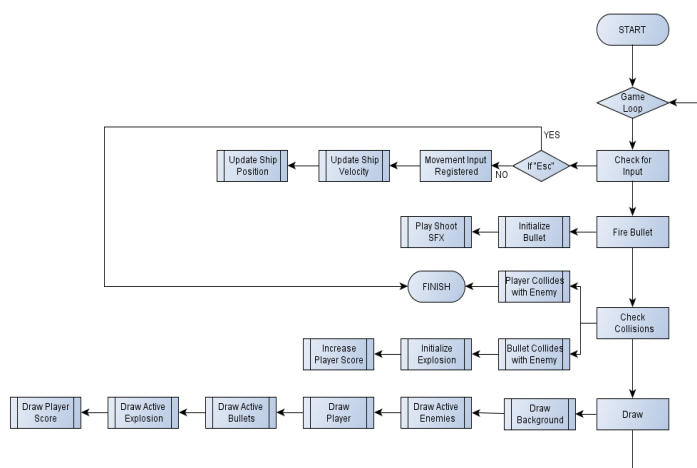 START
Game
Loop
YES
Update Ship
Position
Update Ship
Velocity
Movement Input
Registered
NO
If "Esc"
Check for
Input
Play Shoot
SFX
Initialize
Bullet
Fire Bullet
FINISH
Player Collides
with Enemy
Check
Collisions
Increase
Player Score
Initialize
Explosion
Bullet Collides
with Enemy
Draw Player
Score
Draw Active
Explosion
Draw Active
Bullets
Draw
Player
Draw Active
Enemies
Draw
Background
Draw